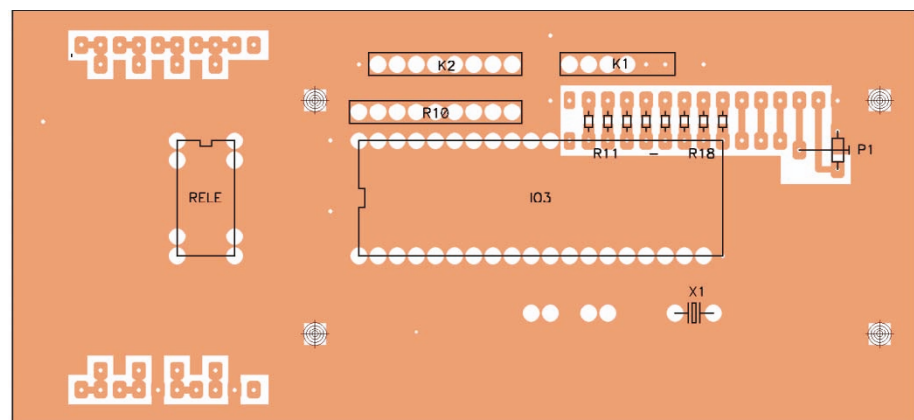 K2
K1
R10
R11 - R18
P1
RELE
IO3
X1